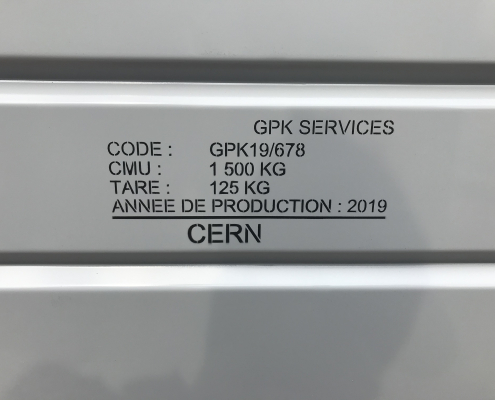 GPK SERVICES
CODE : GPK19/678
CMU : 1 500 KG
TARE : 125 KG
ANNEE DE PRODUCTION : 2019
CERN